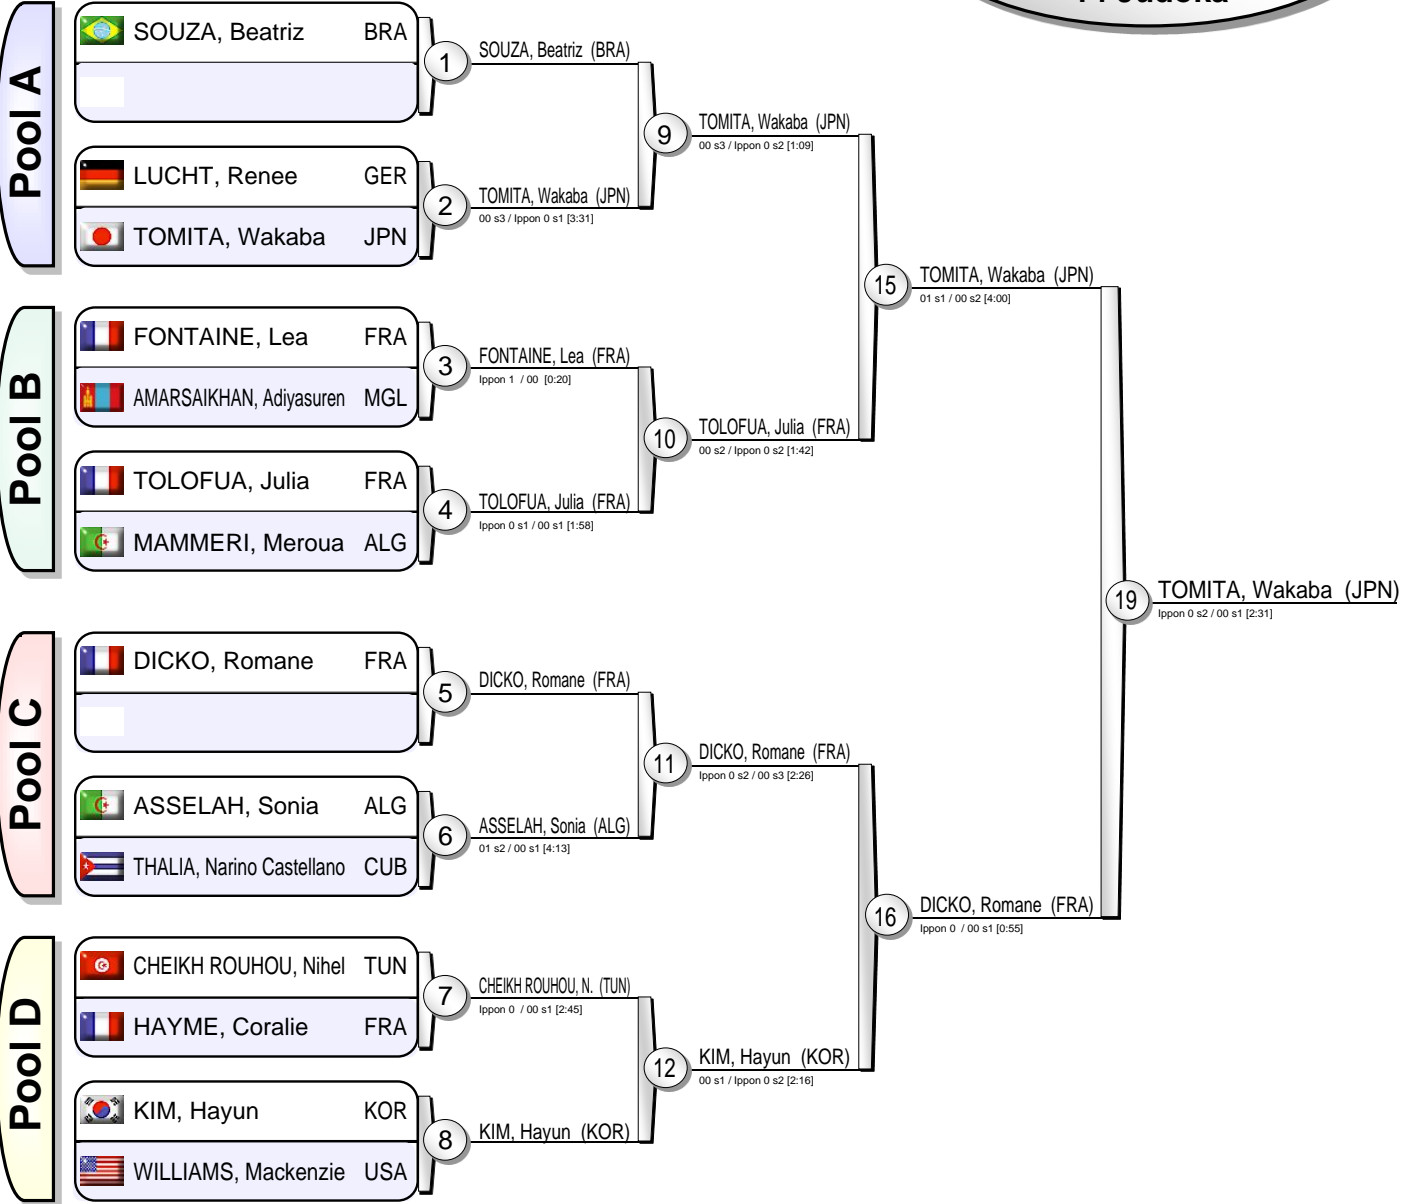 Pool A
SOUZA, Beatriz BRA
LUCHT, Renee GER
TOMITA, Wakaba JPN
Pool B
FONTAINE, Lea FRA
AMARSAIKHAN, Adiyasuren MGL
TOLOFUA, Julia FRA
MAMMERI, Meroua ALG
Pool C
DICKO, Romane FRA
ASSELAH, Sonia ALG
THALIA, Narino Castellano CUB
Pool D
CHEIKH ROUHOU, Nihel TUN
HAYME, Coralie FRA
KIM, Hayun KOR
WILLIAMS, Mackenzie USA
1
SOUZA, Beatriz (BRA)
2
TOMITA, Wakaba (JPN)
00 s3 / Ippon 0 s1 [3:31]
3
FONTAINE, Lea (FRA)
Ippon 1 / 00 [0:20]
4
TOLOFUA, Julia (FRA)
Ippon 0 s1 / 00 s1 [1:58]
5
DICKO, Romane (FRA)
6
ASSELAH, Sonia (ALG)
01 s2 / 00 s1 [4:13]
7
CHEIKH ROUHOU, N. (TUN)
Ippon 0 / 00 s1 [2:45]
8
KIM, Hayun (KOR)
9
TOMITA, Wakaba (JPN)
00 s3 / Ippon 0 s2 [1:09]
10
TOLOFUA, Julia (FRA)
00 s2 / Ippon 0 s2 [1:42]
11
DICKO, Romane (FRA)
Ippon 0 s2 / 00 s3 [2:26]
12
KIM, Hayun (KOR)
00 s1 / Ippon 0 s2 [2:16]
15
TOMITA, Wakaba (JPN)
01 s1 / 00 s2 [4:00]
16
DICKO, Romane (FRA)
Ippon 0 / 00 s1 [0:55]
19
TOMITA, Wakaba (JPN)
Ippon 0 s2 / 00 s1 [2:31]